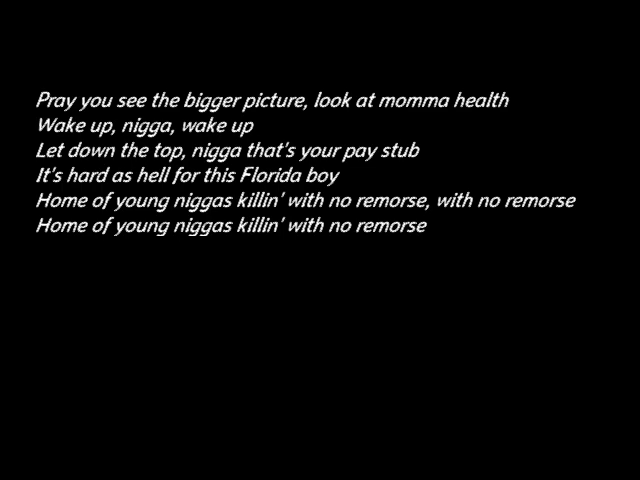 Pray you see the bigger picture, look at momma health
Wake up, nigga, wake up
Let down the top, nigga that's your pay stub
It's hard as hell for this Florida boy
Home of young niggas killin' with no remorse, with no remorse
Home of young niggas killin' with no remorse